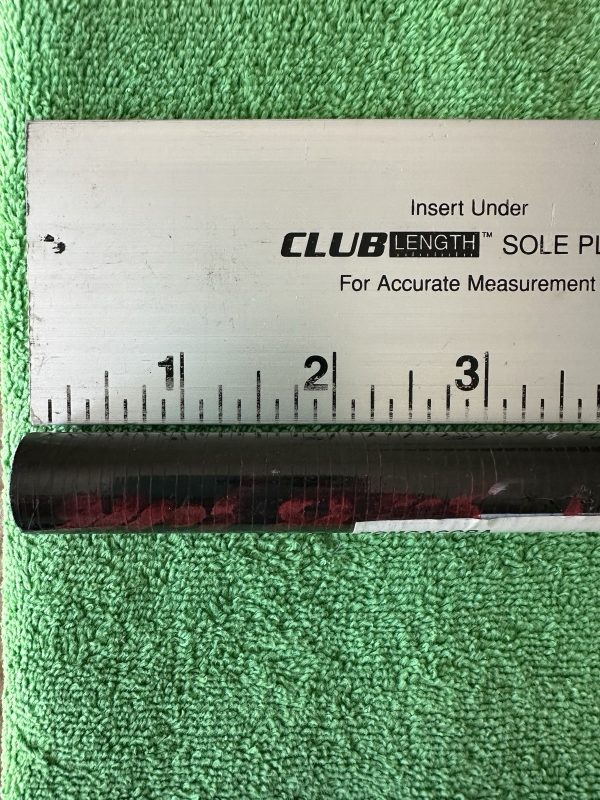 Insert Under
CLUB LENGTH™ SOLE PL
For Accurate Measurement
1 2 3